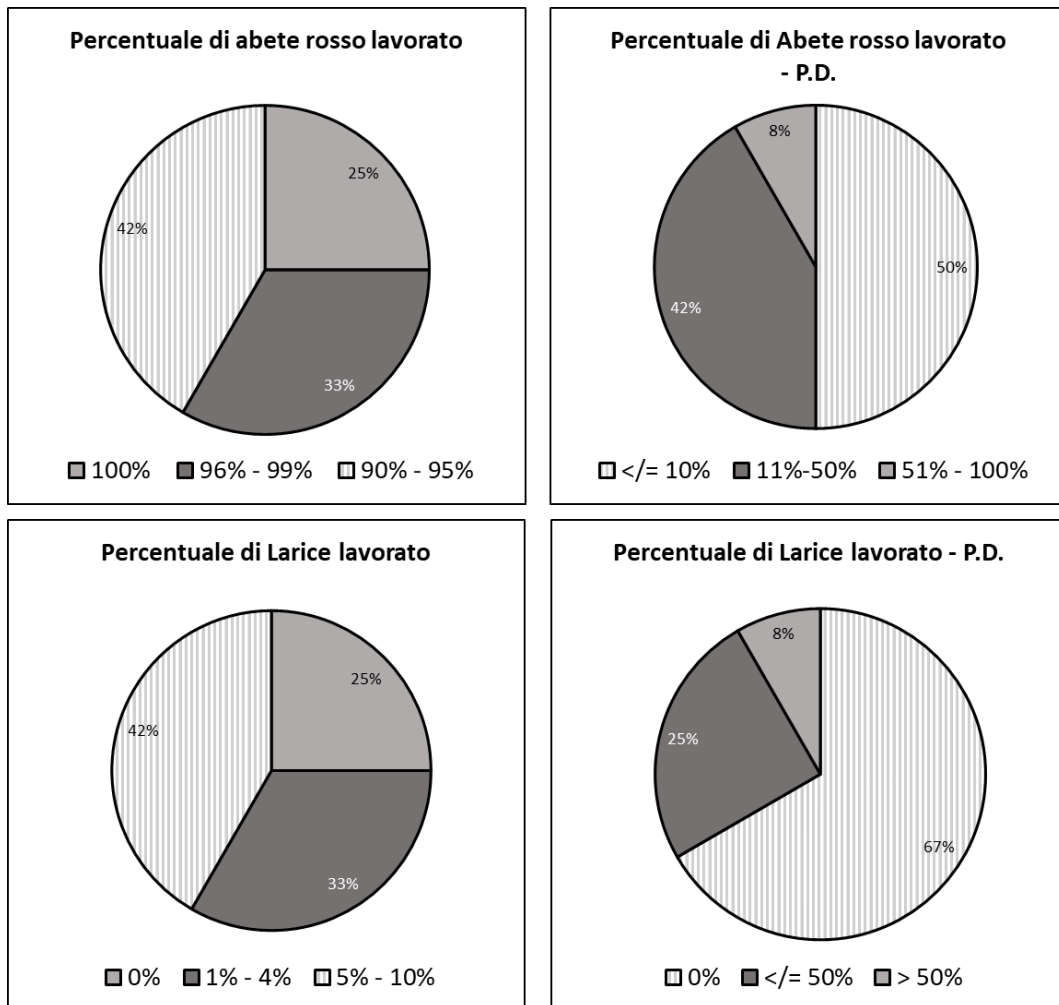 Percentuale di abete rosso lavorato
25%
42%
33%
100% 96% - 99% 90% - 95%
Percentuale di Abete rosso lavorato
- P.D.
8%
50%
42%
</= 10% 11%-50% 51% - 100%
Percentuale di Larice lavorato
25%
42%
33%
0% 1% - 4% 5% - 10%
Percentuale di Larice lavorato - P.D.
8%
25%
67%
0% </= 50% > 50%